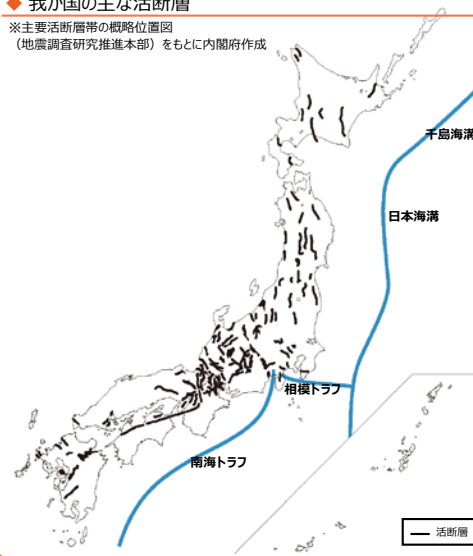 ◆ 我が国の主な活断層
※主要活断層帯の概略位置図
（地震調査研究推進本部）をもとに内閣府作成
千島海溝
日本海溝
相模トラフ
南海トラフ
活断層